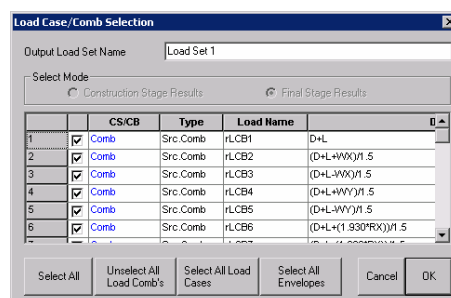 Load Case/Comb Selection
Output Load Set Name Load Set 1
Select Mode
Construction Stage Results Final Stage Results
CS/CB Type Load Name D
1 Comb Src.Comb rLCB1 D+L
2 Comb Src.Comb rLCB2 (D+L+WX)/1.5
3 Comb Src.Comb rLCB3 (D+L-WX)/1.5
4 Comb Src.Comb rLCB4 (D+L+WY)/1.5
5 Comb Src.Comb rLCB5 (D+L-WY)/1.5
6 Comb Src.Comb rLCB6 (D+L+(1.930*RX))/1.5
Select All
Unselect All
Load Comb's
Select All Load
Cases
Select All
Envelopes
Cancel
OK